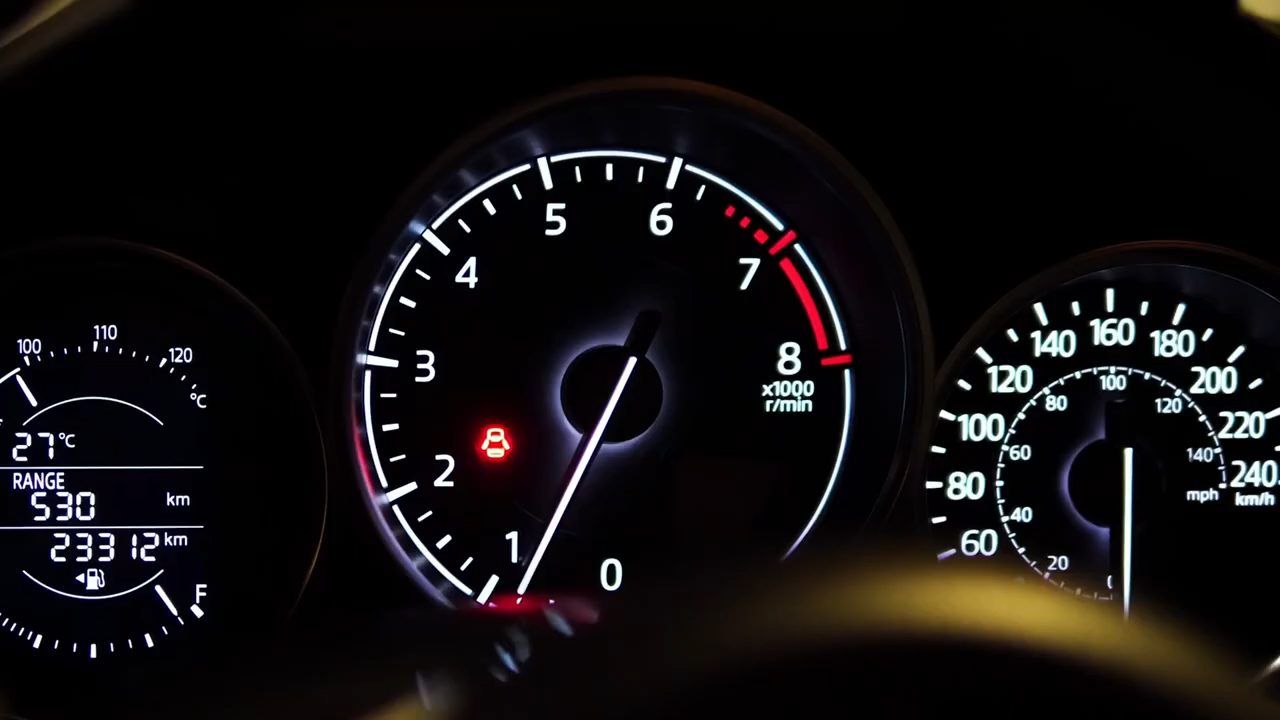 100 110 120
°C
27°C
RANGE
530 km
23312 km
F
0 1 2 3 4 5 6 7 8
x1000
r/min
60 80 100 120 140 160 180 200 220 240
km/h
20 40 60 80 100 120 140
mph